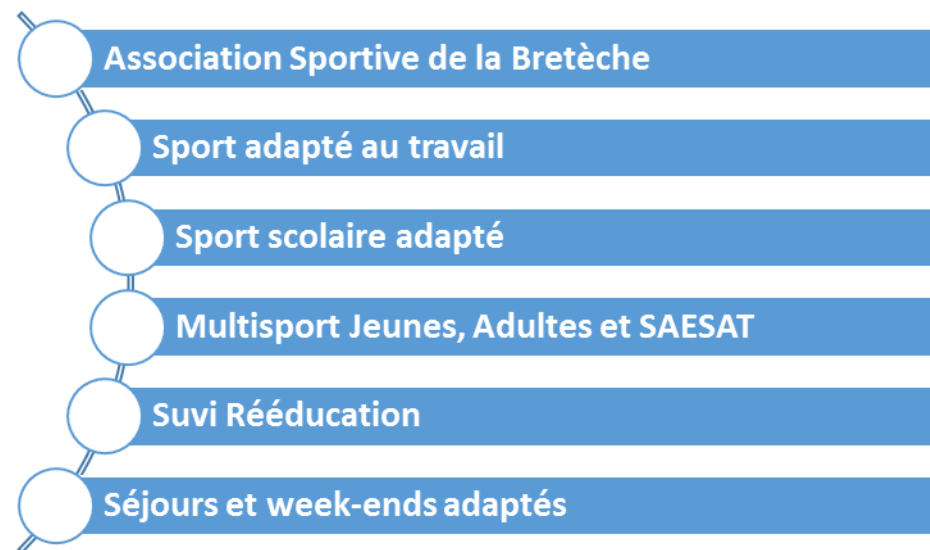 Association Sportive de la Bretèche
Sport adapté au travail
Sport scolaire adapté
Multisport Jeunes, Adultes et SAESAT
Suvi Rééducation
Séjours et week-ends adaptés